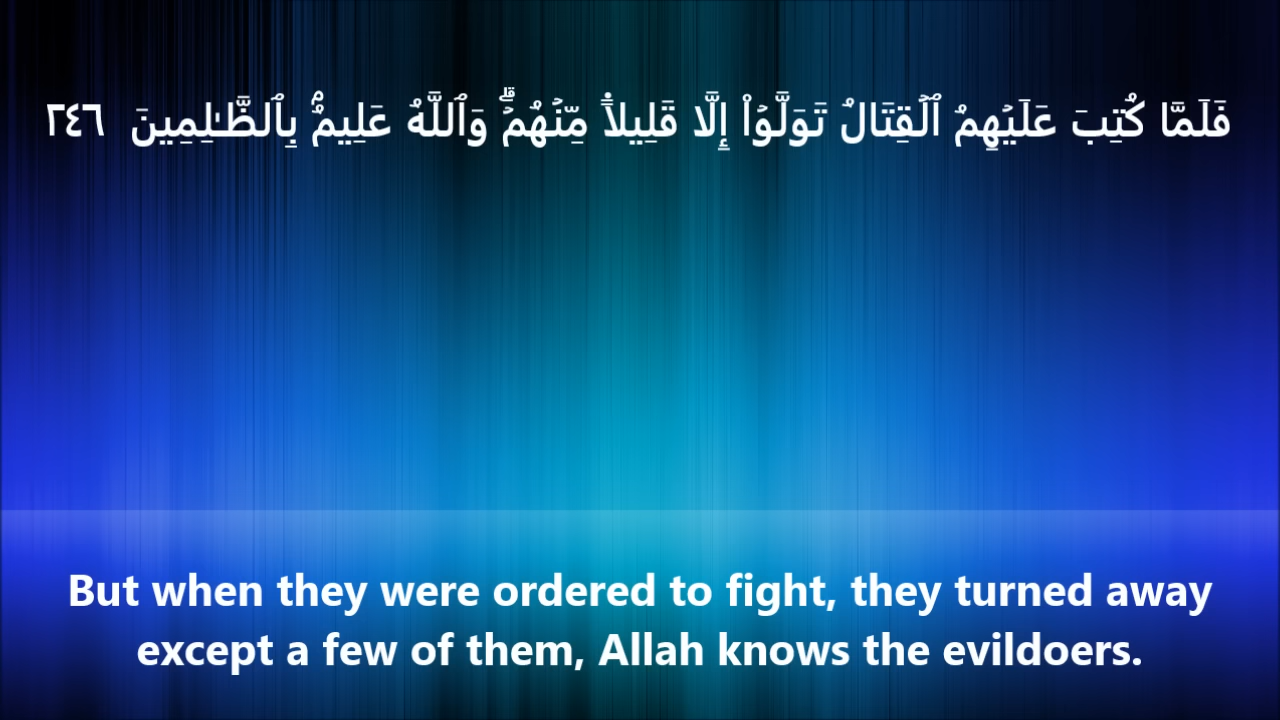 فَلَمَّا كُتِبَ عَلَيۡهِمُ ٱلۡقِتَالُ تَوَلَّوۡاْ إِلَّا قَلِيلاً۬ مِّنۡهُمۡ‌ۗ وَٱللَّهُ عَلِيمُۢ بِٱلظَّـٰلِمِينَ ٢٤٦
But when they were ordered to fight, they turned away
except a few of them, Allah knows the evildoers.